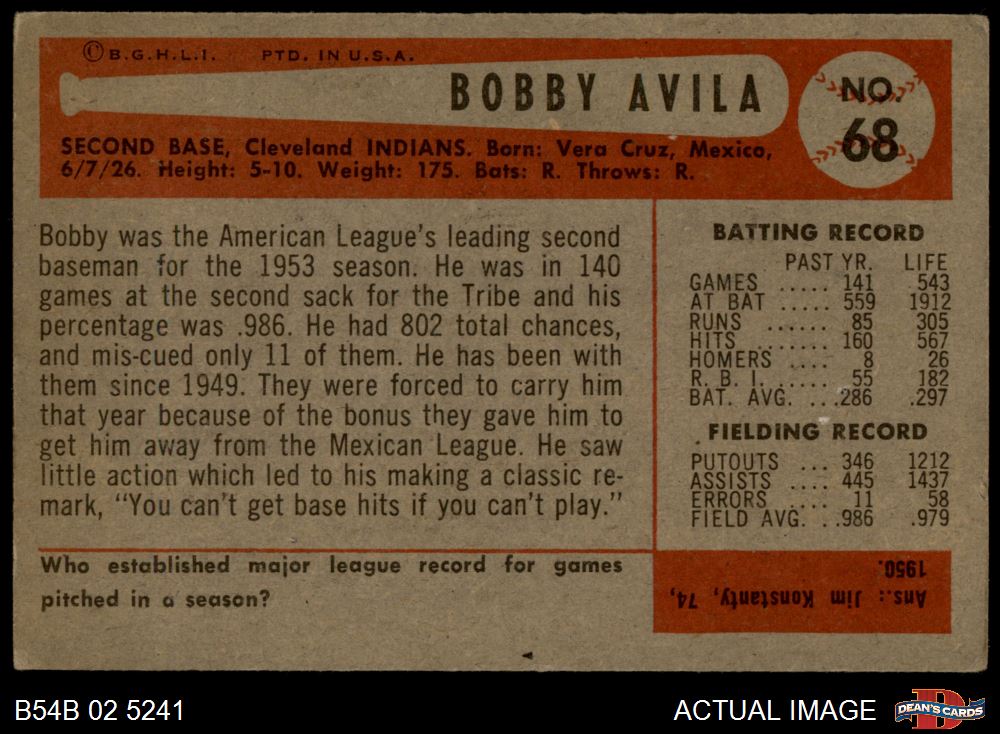 © B.G.H.L.I. PTD. IN U.S.A.
BOBBY AVILA
NO.
68
SECOND BASE, Cleveland INDIANS. Born: Vera Cruz, Mexico,
6/7/26. Height: 5-10. Weight: 175. Bats: R. Throws: R.
Bobby was the American League's leading second
baseman for the 1953 season. He was in 140
games at the second sack for the Tribe and his
percentage was .986. He had 802 total chances,
and mis-cued only 11 of them. He has been with
them since 1949. They were forced to carry him
that year because of the bonus they gave him to
get him away from the Mexican League. He saw
little action which led to his making a classic re-
mark, "You can't get base hits if you can't play."
BATTING RECORD
PAST YR. LIFE
GAMES ..... 141 543
AT BAT ..... 559 1912
RUNS ...... 85 305
HITS ....... 160 567
HOMERS ... 8 26
R. B. I. ...... 55 182
BAT. AVG. ...286 .297
FIELDING RECORD
PUTOUTS ... 346 1212
ASSISTS .... 445 1437
ERRORS .... 11 58
FIELD AVG. ..986 .979
Who established major league record for games
pitched in a season?
Ans.: Jim Konstanty, 74,
1950.
B54B 02 5241
ACTUAL IMAGE
DEAN'S CARDS